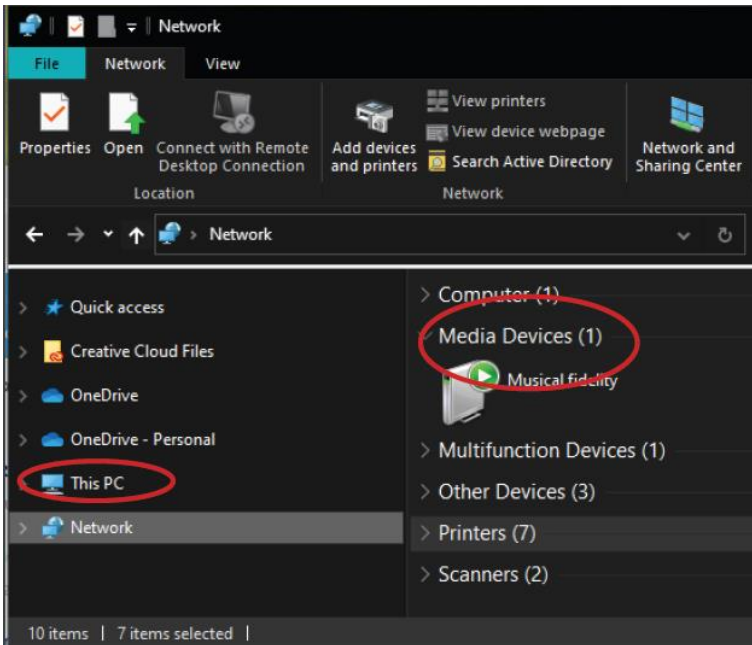 Network
File Network View
Properties Open Connect with Remote Desktop Connection
Add devices and printers
View printers
View device webpage
Search Active Directory
Network and Sharing Center
Location Network
Network
Quick access
Creative Cloud Files
OneDrive
OneDrive - Personal
This PC
Network
Computer (1)
Media Devices (1)
Musical fidelity
Multifunction Devices (1)
Other Devices (3)
Printers (7)
Scanners (2)
10 items 7 items selected